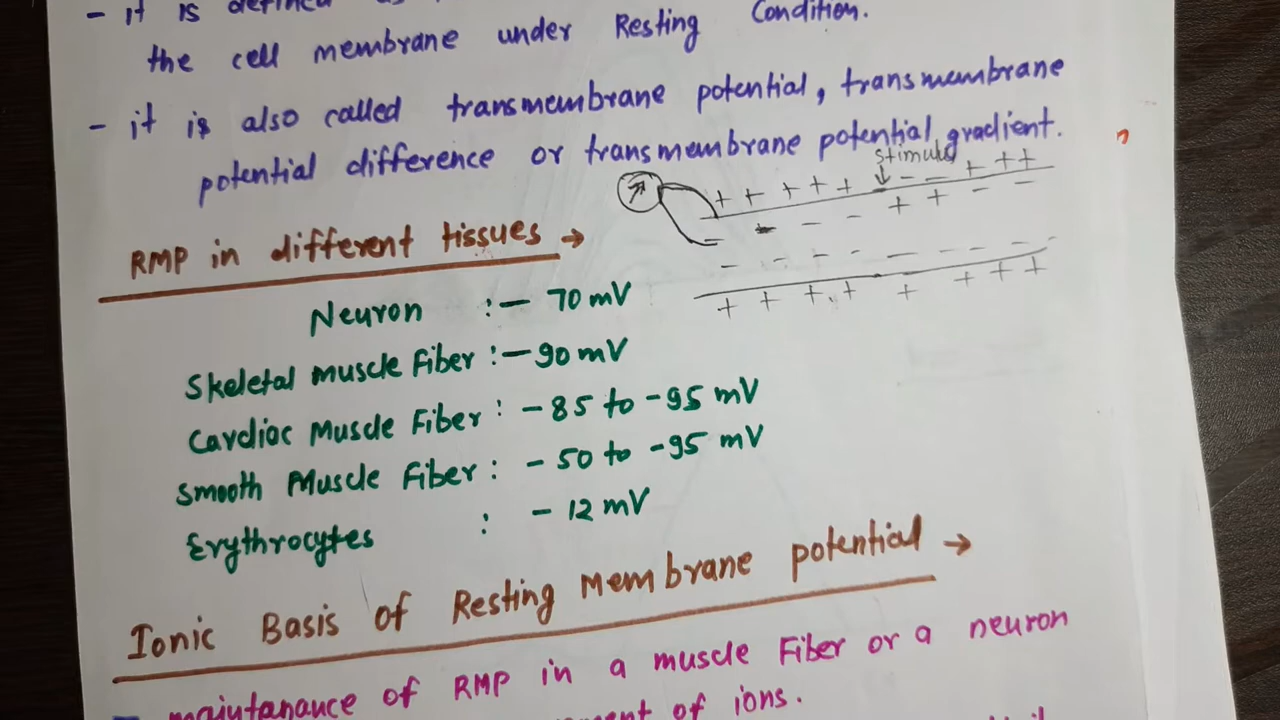 - it is defined
the cell membrane under Resting Condition.
- it is also called transmembrane potential, transmembrane
potential difference or transmembrane potential gradient.
stimulus
+ + + + + - - + + +
- - - - + + - -
- - - - - - - -
+ + + + + + + +
RMP in different tissues →
Neuron :- 70 mV
Skeletal muscle Fiber :- 90 mV
Cardiac Muscle Fiber : - 85 to - 95 mV
Smooth Muscle Fiber : - 50 to - 95 mV
Erythrocytes : - 12 mV
Ionic Basis of Resting Membrane potential →
- maintanance of RMP in a muscle Fiber or a neuron
of ions.